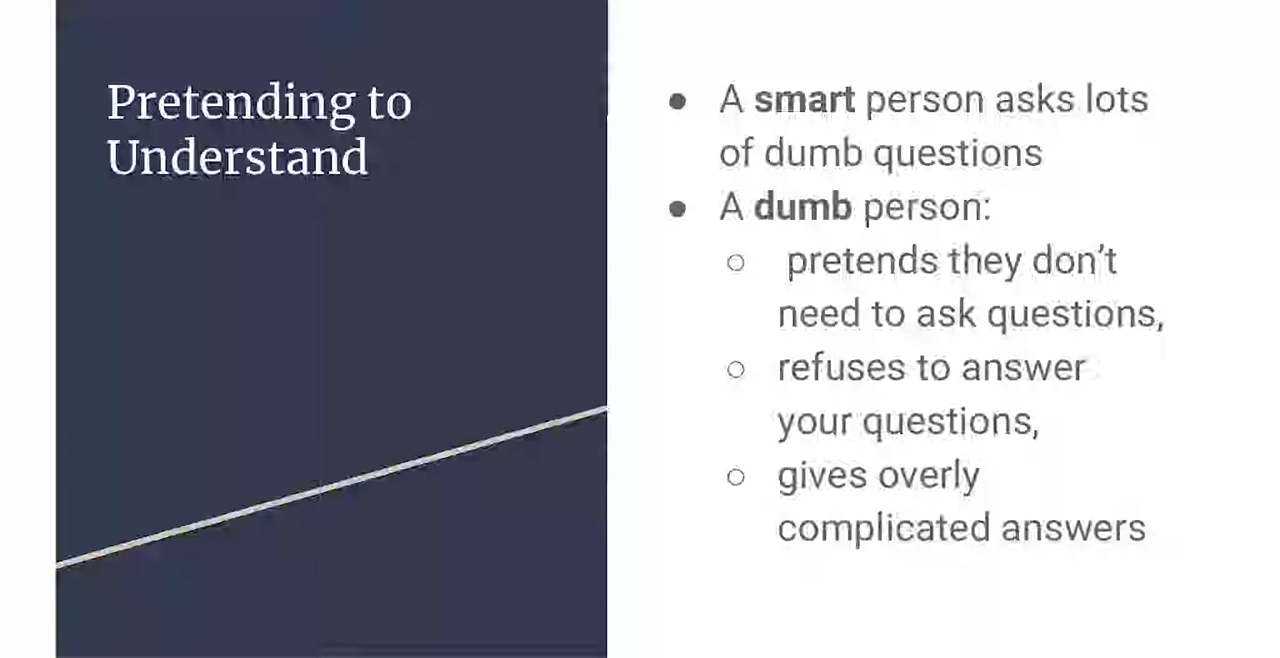 Pretending to
Understand
● A smart person asks lots
of dumb questions
● A dumb person:
○ pretends they don't
need to ask questions,
○ refuses to answer
your questions,
○ gives overly
complicated answers